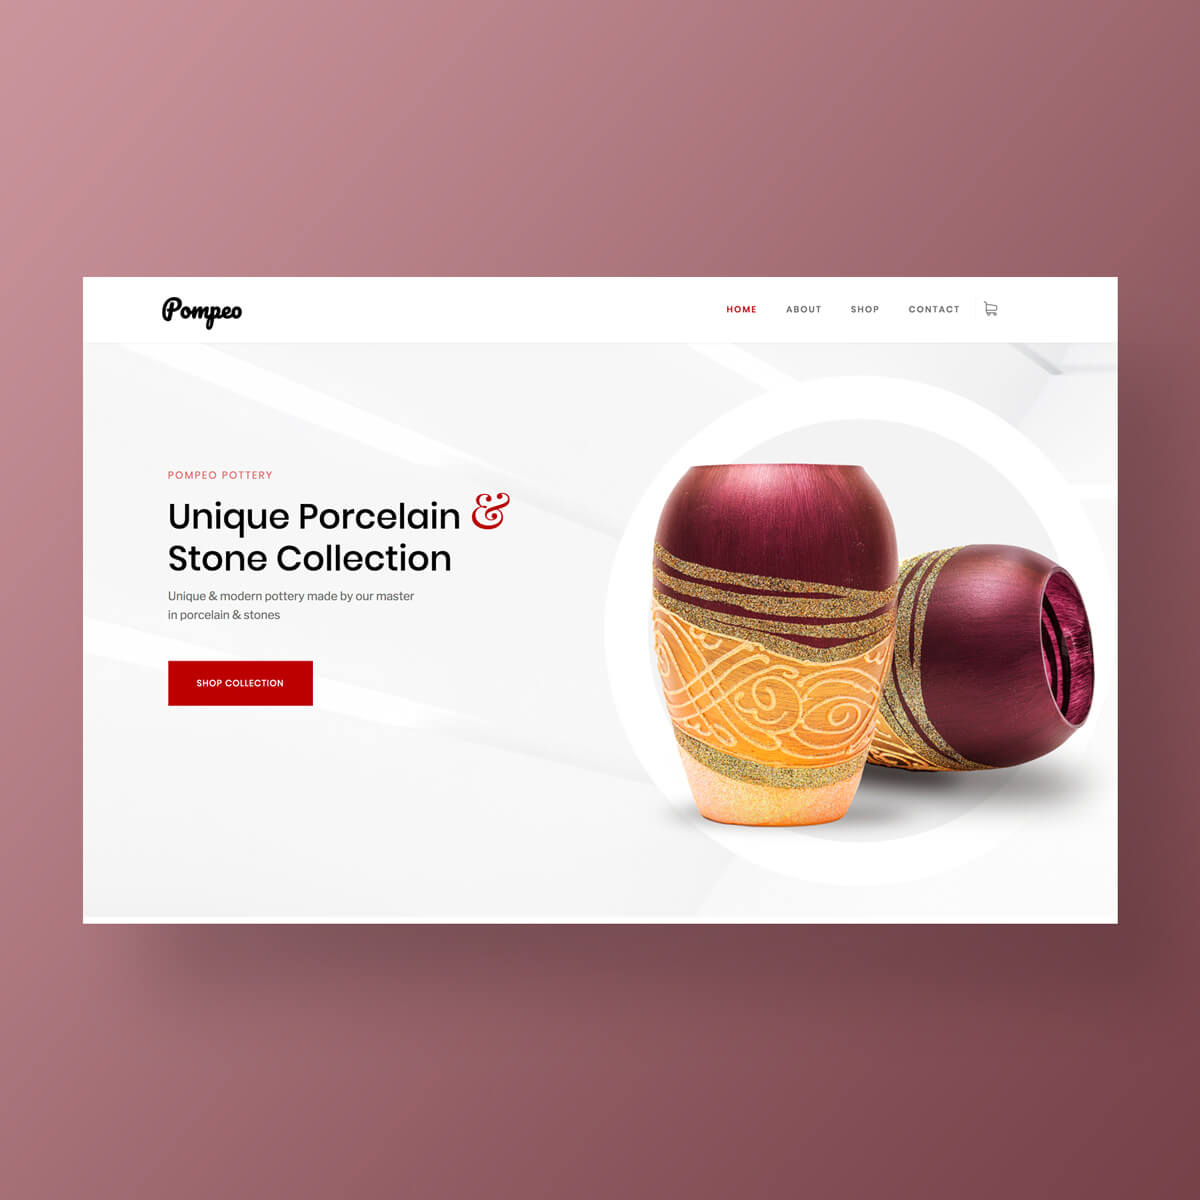 Pompeo
HOME ABOUT SHOP CONTACT
POMPEO POTTERY
Unique Porcelain &
Stone Collection
Unique & modern pottery made by our master
in porcelain & stones
SHOP COLLECTION